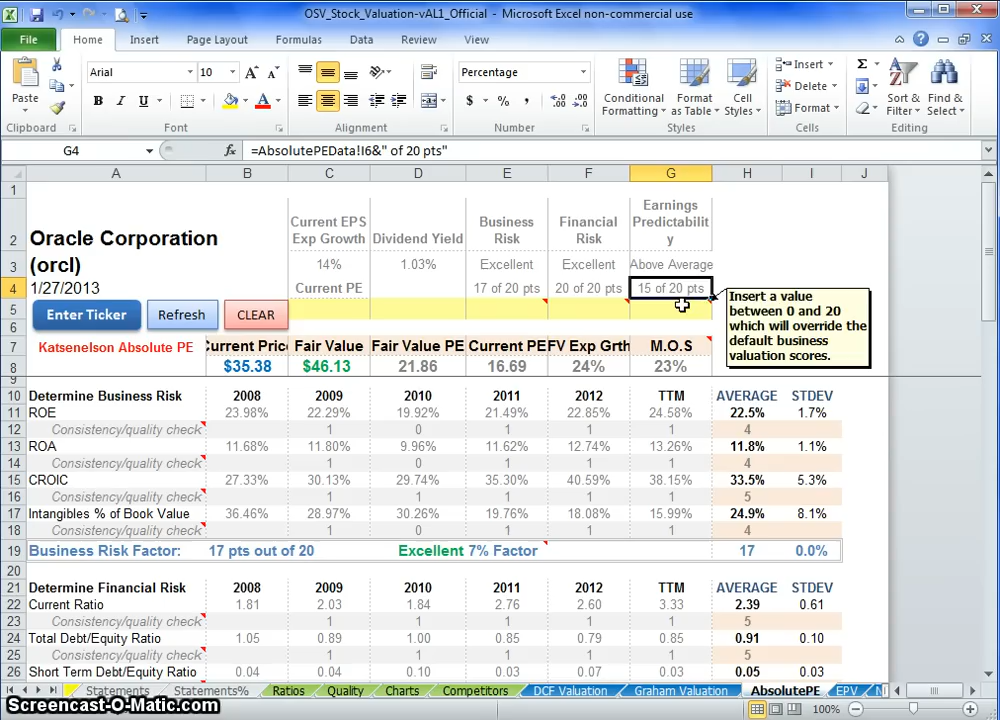 OSV_Stock_Valuation-vAL1_Official - Microsoft Excel non-commercial use
File Home Insert Page Layout Formulas Data Review View
Paste Arial 10 A A Percentage Conditional Formatting Format as Table Cell Styles Insert Delete Format Σ Sort & Filter Find & Select
B I U A $ % ,
Clipboard Font Alignment Number Styles Cells Editing
G4 fx =AbsolutePEData!I6&" of 20 pts"
A B C D E F G H I J
1
2 Oracle Corporation Current EPS Exp Growth Dividend Yield Business Risk Financial Risk Earnings Predictability
3 (orcl) 14% 1.03% Excellent Excellent Above Average
4 1/27/2013 Current PE 17 of 20 pts 20 of 20 pts 15 of 20 pts
5 Enter Ticker Refresh CLEAR
Insert a value
between 0 and 20
which will override the
default business
valuation scores.
6
7 Katsenelson Absolute PE Current Pric Fair Value Fair Value PE Current PE FV Exp Grth M.O.S
8 $35.38 $46.13 21.86 16.69 24% 23%
9
10 Determine Business Risk 2008 2009 2010 2011 2012 TTM AVERAGE STDEV
11 ROE 23.98% 22.29% 19.92% 21.49% 22.85% 24.58% 22.5% 1.7%
12 Consistency/quality check 1 0 1 1 1 4
13 ROA 11.68% 11.80% 9.96% 11.62% 12.74% 13.26% 11.8% 1.1%
14 Consistency/quality check 1 0 1 1 1 4
15 CROIC 27.33% 30.13% 29.74% 35.30% 40.59% 38.15% 33.5% 5.3%
16 Consistency/quality check 1 1 1 1 1 5
17 Intangibles % of Book Value 36.46% 28.97% 30.26% 19.76% 18.08% 15.99% 24.9% 8.1%
18 Consistency/quality check 1 0 1 1 1 4
19 Business Risk Factor: 17 pts out of 20 Excellent 7% Factor 17 0.0%
20
21 Determine Financial Risk 2008 2009 2010 2011 2012 TTM AVERAGE STDEV
22 Current Ratio 1.81 2.03 1.84 2.76 2.60 3.33 2.39 0.61
23 Consistency/quality check 1 1 1 1 1 5
24 Total Debt/Equity Ratio 1.05 0.89 1.00 0.85 0.79 0.85 0.91 0.10
25 Consistency/quality check 1 1 1 1 1 5
26 Short Term Debt/Equity Ratio 0.04 0.04 0.10 0.03 0.07 0.03 0.05 0.03
Statements Statements% Ratios Quality Charts Competitors DCF Valuation Graham Valuation AbsolutePE EPV N
Screencast-O-Matic.com 100%